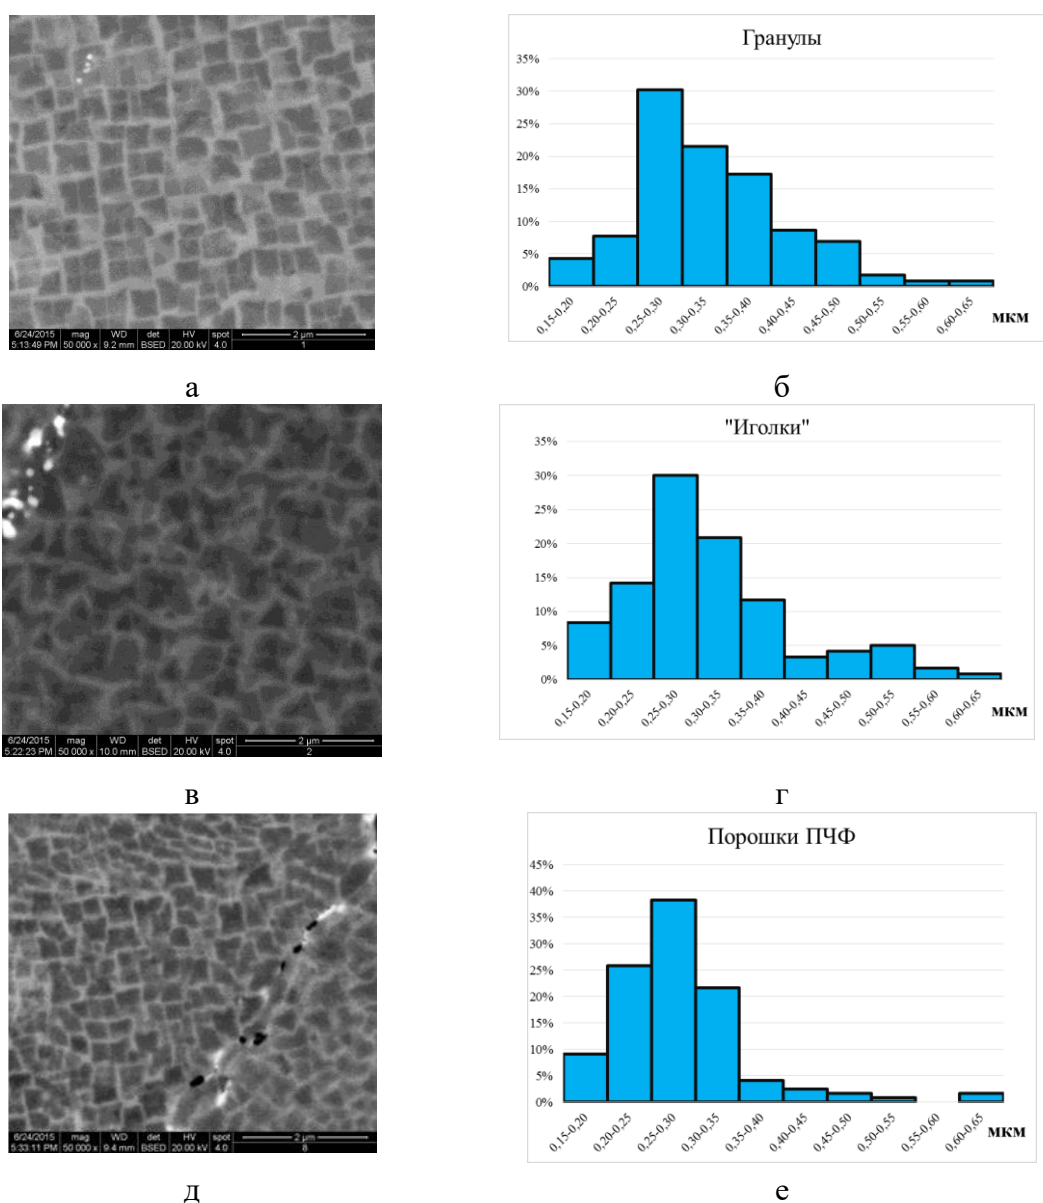 6/24/2015 mag WD det HV spot 2 µm
5:13:49 PM 50 000 x 9.2 mm BSED 20.00 kV 4.0 1
а
Гранулы
35%
30%
25%
20%
15%
10%
5%
0%
0,15-0,20 0,20-0,25 0,25-0,30 0,30-0,35 0,35-0,40 0,40-0,45 0,45-0,50 0,50-0,55 0,55-0,60 0,60-0,65 мкм
б
6/24/2015 mag WD det HV spot 2 µm
5:22:23 PM 50 000 x 10.0 mm BSED 20.00 kV 4.0 2
в
"Иголки"
35%
30%
25%
20%
15%
10%
5%
0%
0,15-0,20 0,20-0,25 0,25-0,30 0,30-0,35 0,35-0,40 0,40-0,45 0,45-0,50 0,50-0,55 0,55-0,60 0,60-0,65 мкм
г
6/24/2015 mag WD det HV spot 2 µm
5:33:11 PM 50 000 x 9.4 mm BSED 20.00 kV 4.0 8
д
Порошки ПЧФ
45%
40%
35%
30%
25%
20%
15%
10%
5%
0%
0,15-0,20 0,20-0,25 0,25-0,30 0,30-0,35 0,35-0,40 0,40-0,45 0,45-0,50 0,50-0,55 0,55-0,60 0,60-0,65 мкм
е